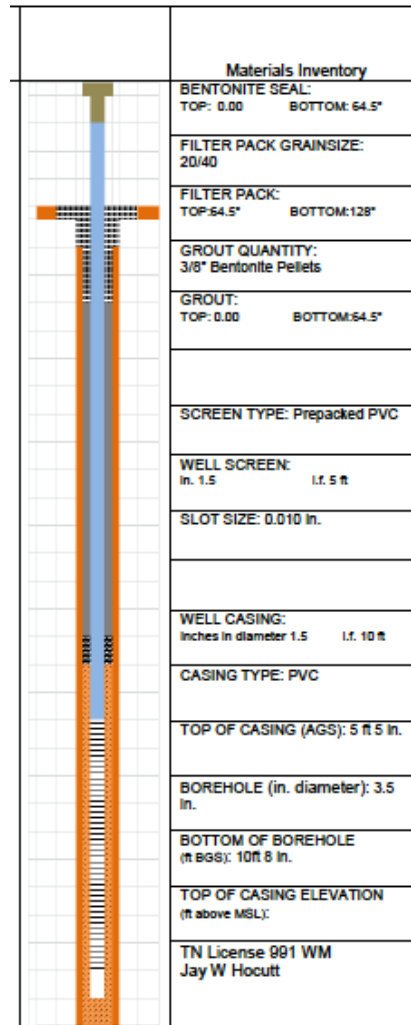 Materials Inventory
BENTONITE SEAL:
TOP: 0.00 BOTTOM: 64.5"
FILTER PACK GRAINSIZE:
20/40
FILTER PACK:
TOP:64.5" BOTTOM:128"
GROUT QUANTITY:
3/8" Bentonite Pellets
GROUT:
TOP: 0.00 BOTTOM:64.5"
SCREEN TYPE: Prepacked PVC
WELL SCREEN:
In. 1.5 l.f. 5 ft
SLOT SIZE: 0.010 In.
WELL CASING:
Inches in diameter 1.5 l.f. 10 ft
CASING TYPE: PVC
TOP OF CASING (AGS): 5 ft 5 in.
BOREHOLE (in. diameter): 3.5
in.
BOTTOM OF BOREHOLE
(ft BGS): 10ft 8 in.
TOP OF CASING ELEVATION
(ft above MSL):
TN License 991 WM
Jay W Hocutt